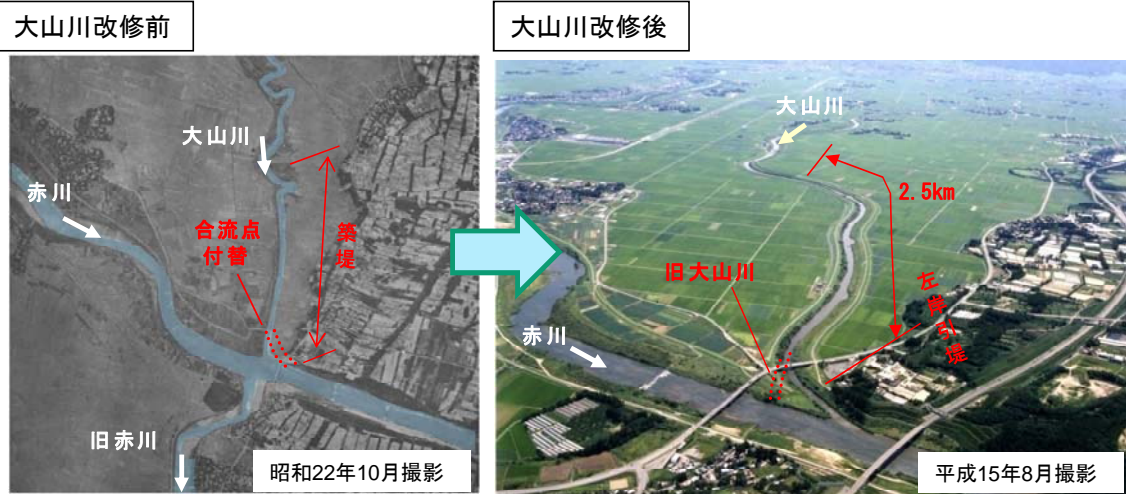 大山川改修前
大山川
赤川
合流点
付替
築堤
旧赤川
昭和22年10月撮影
大山川改修後
大山川
2.5km
旧大山川
左岸引堤
赤川
平成15年8月撮影